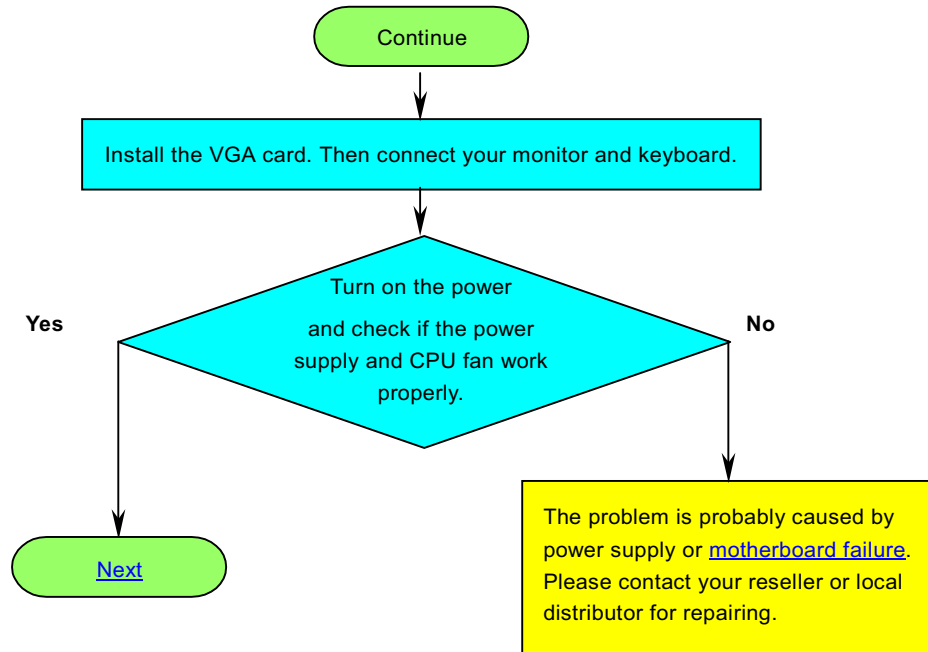 Continue
Install the VGA card. Then connect your monitor and keyboard.
Turn on the power
and check if the power
supply and CPU fan work
properly.
Yes
No
Next
The problem is probably caused by
power supply or motherboard failure.
Please contact your reseller or local
distributor for repairing.